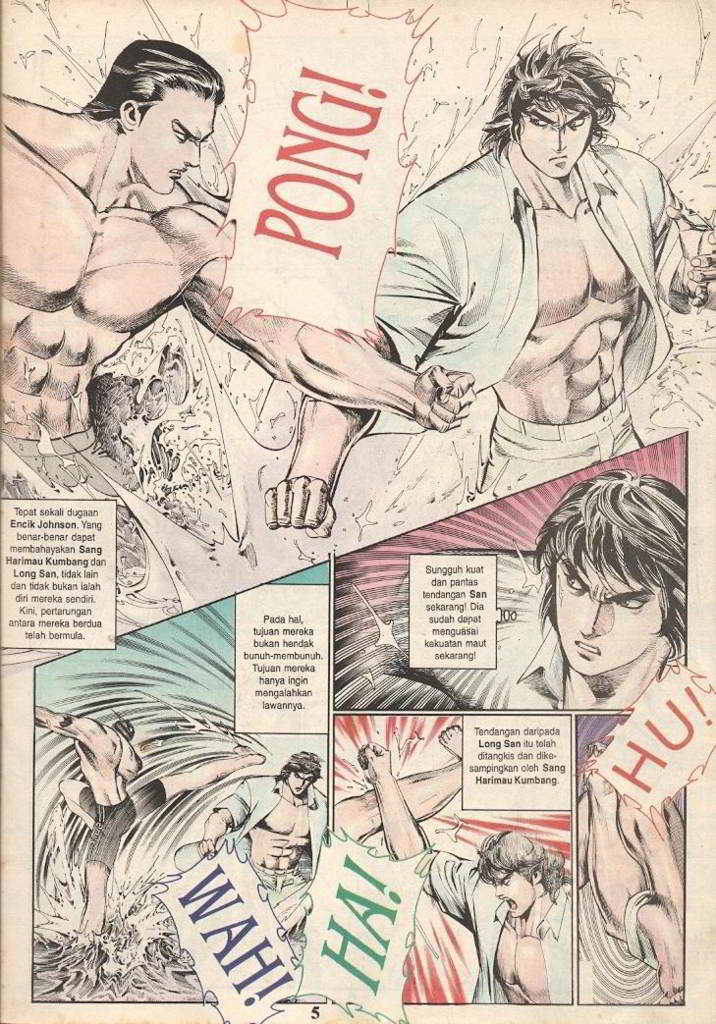 PONG!
Tepat sekali dugaan
Encik Johnson. Yang
benar-benar dapat
membahayakan Sang
Harimau Kumbang dan
Long San, tidak lain
dan tidak bukan ialah
diri mereka sendiri.
Kini, pertarungan
antara mereka berdua
telah bermula.
Sungguh kuat
dan pantas
tendangan San
sekarang! Dia
sudah dapat
menguasai
kekuatan maut
sekarang!
Pada hal,
tujuan mereka
bukan hendak
bunuh-membunuh.
Tujuan mereka
hanya ingin
mengalahkan
lawannya.
Tendangan daripada
Long San itu telah
ditangkis dan dike-
sampingkan oleh Sang
Harimau Kumbang.
HU!
WAH!
HA!
5